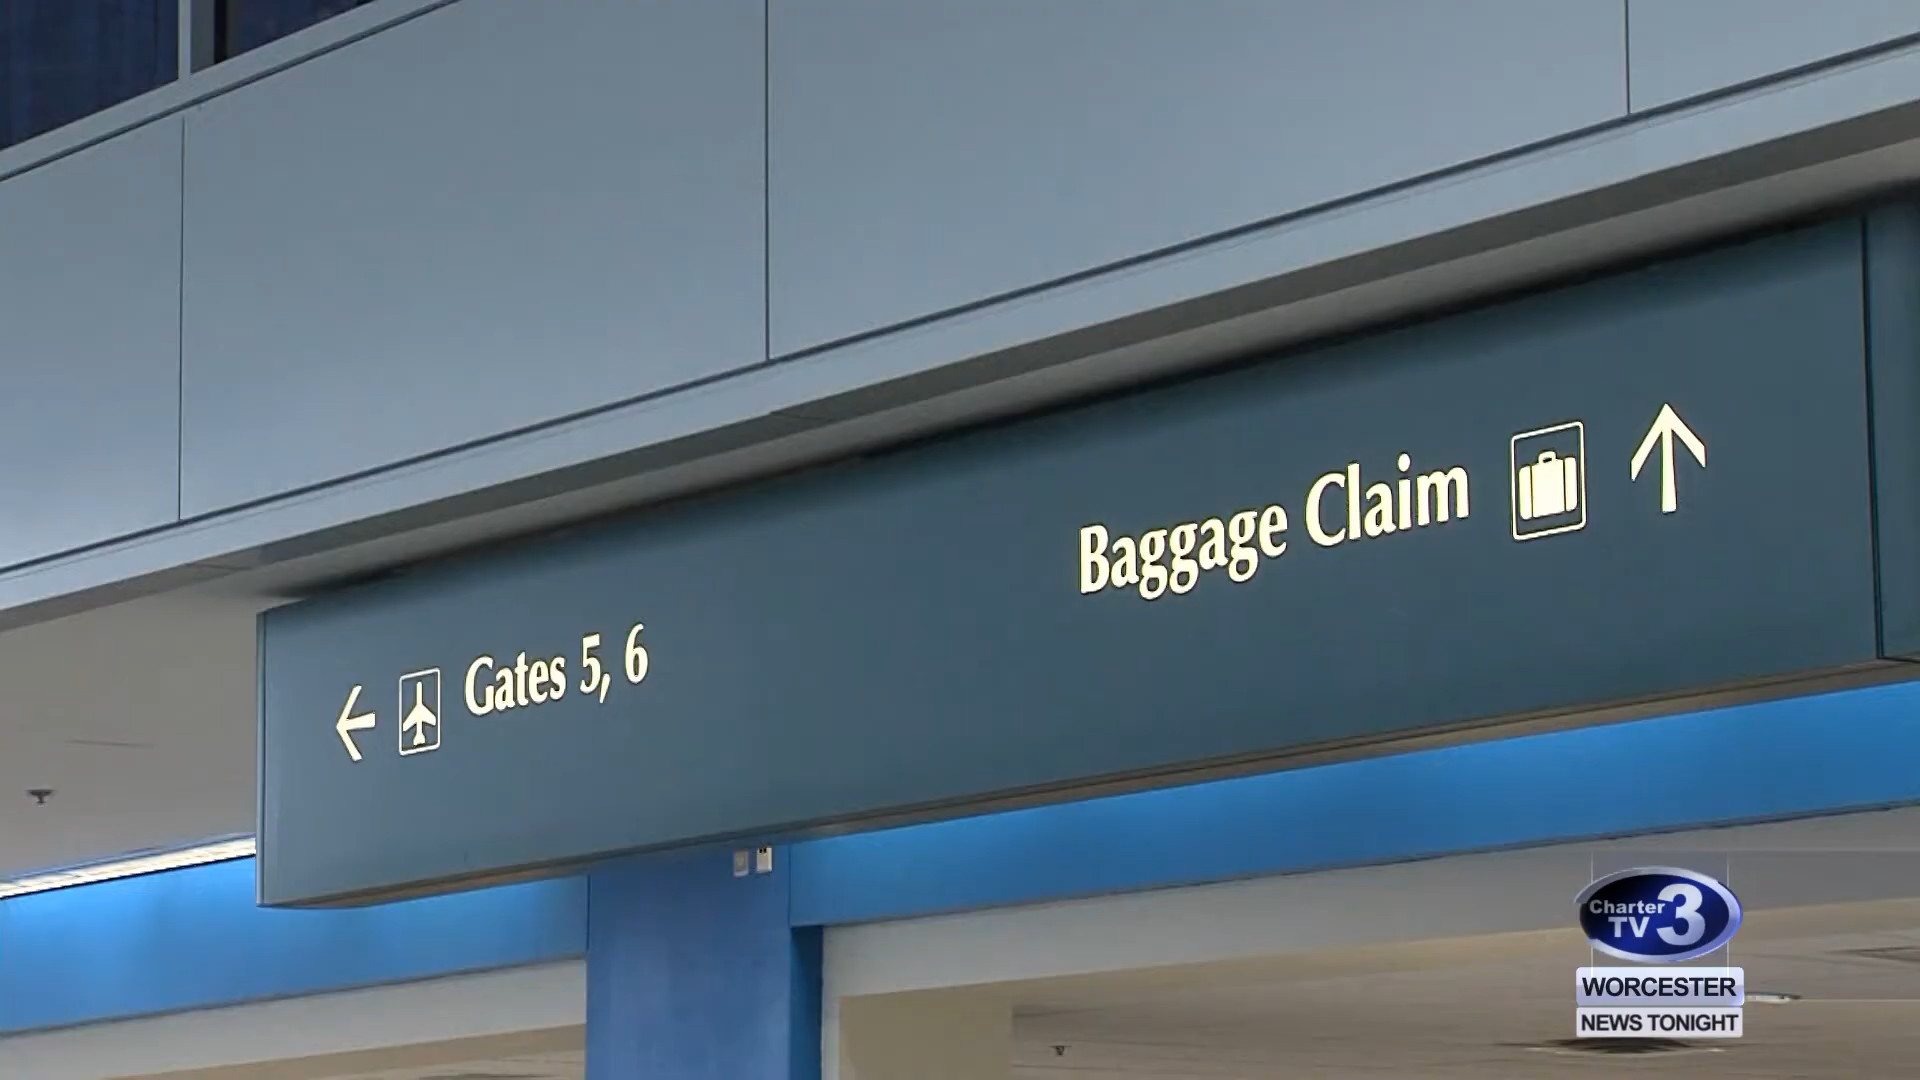 Gates 5, 6
Baggage Claim
Charter
TV 3
WORCESTER
NEWS TONIGHT